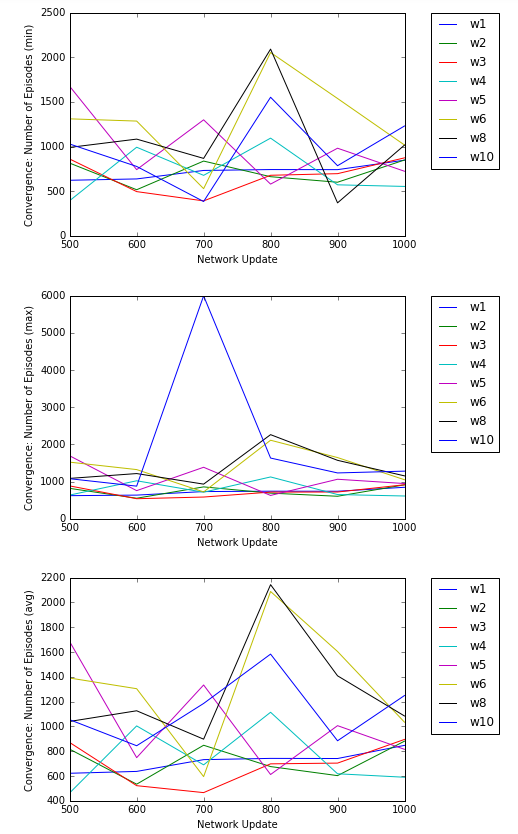 Convergence: Number of Episodes (min)
2500
2000
1500
1000
500
0
500 600 700 800 900 1000
Network Update
w1
w2
w3
w4
w5
w6
w8
w10
Convergence: Number of Episodes (max)
6000
5000
4000
3000
2000
1000
0
500 600 700 800 900 1000
Network Update
w1
w2
w3
w4
w5
w6
w8
w10
Convergence: Number of Episodes (avg)
2200
2000
1800
1600
1400
1200
1000
800
600
400
500 600 700 800 900 1000
Network Update
w1
w2
w3
w4
w5
w6
w8
w10